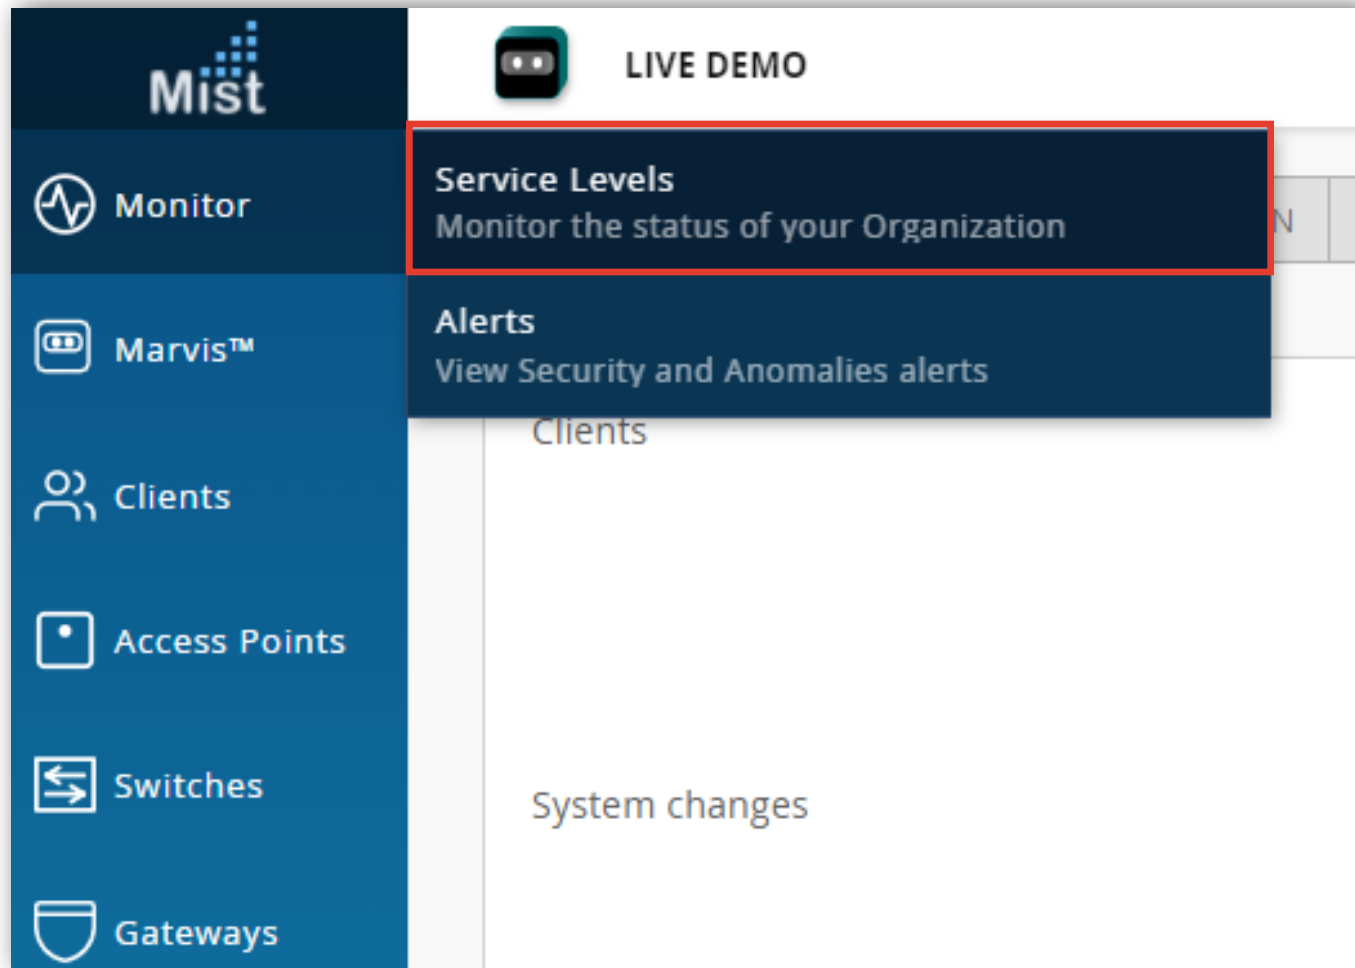 Mist
LIVE DEMO
Monitor
Service Levels
Monitor the status of your Organization
N
Alerts
View Security and Anomalies alerts
Marvis™
Clients
Clients
Access Points
Switches
System changes
Gateways